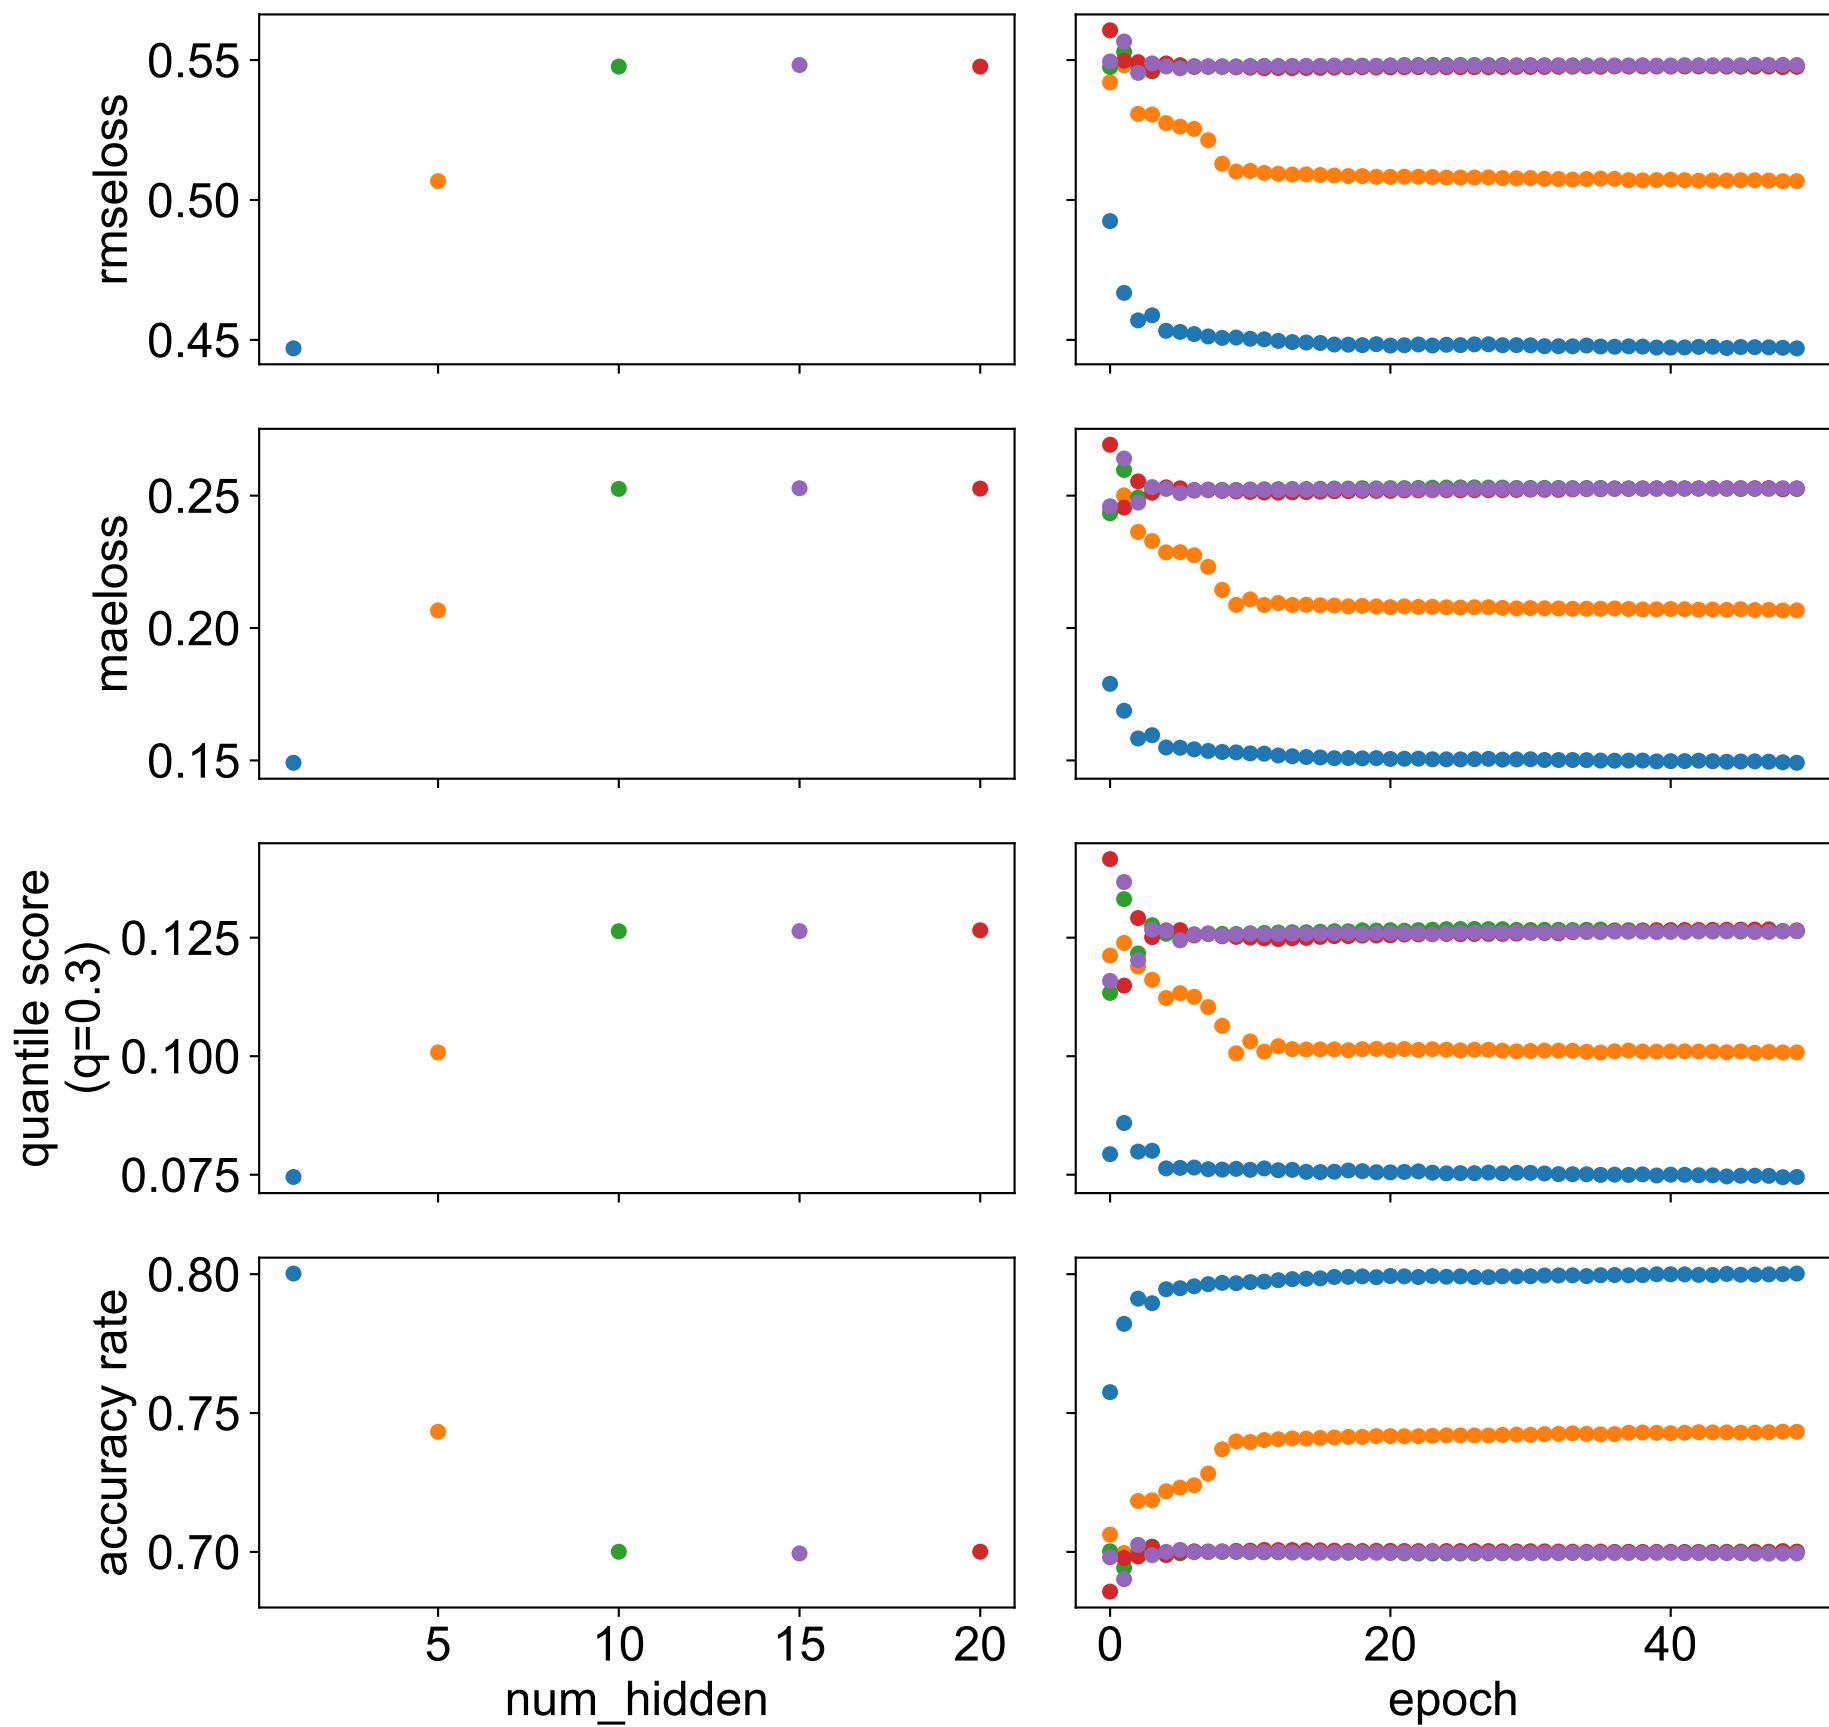 rmseloss
0.55
0.50
0.45
maeloss
0.25
0.20
0.15
quantile score
(q=0.3)
0.125
0.100
0.075
accuracy rate
0.80
0.75
0.70
5 10 15 20
num_hidden
0 20 40
epoch